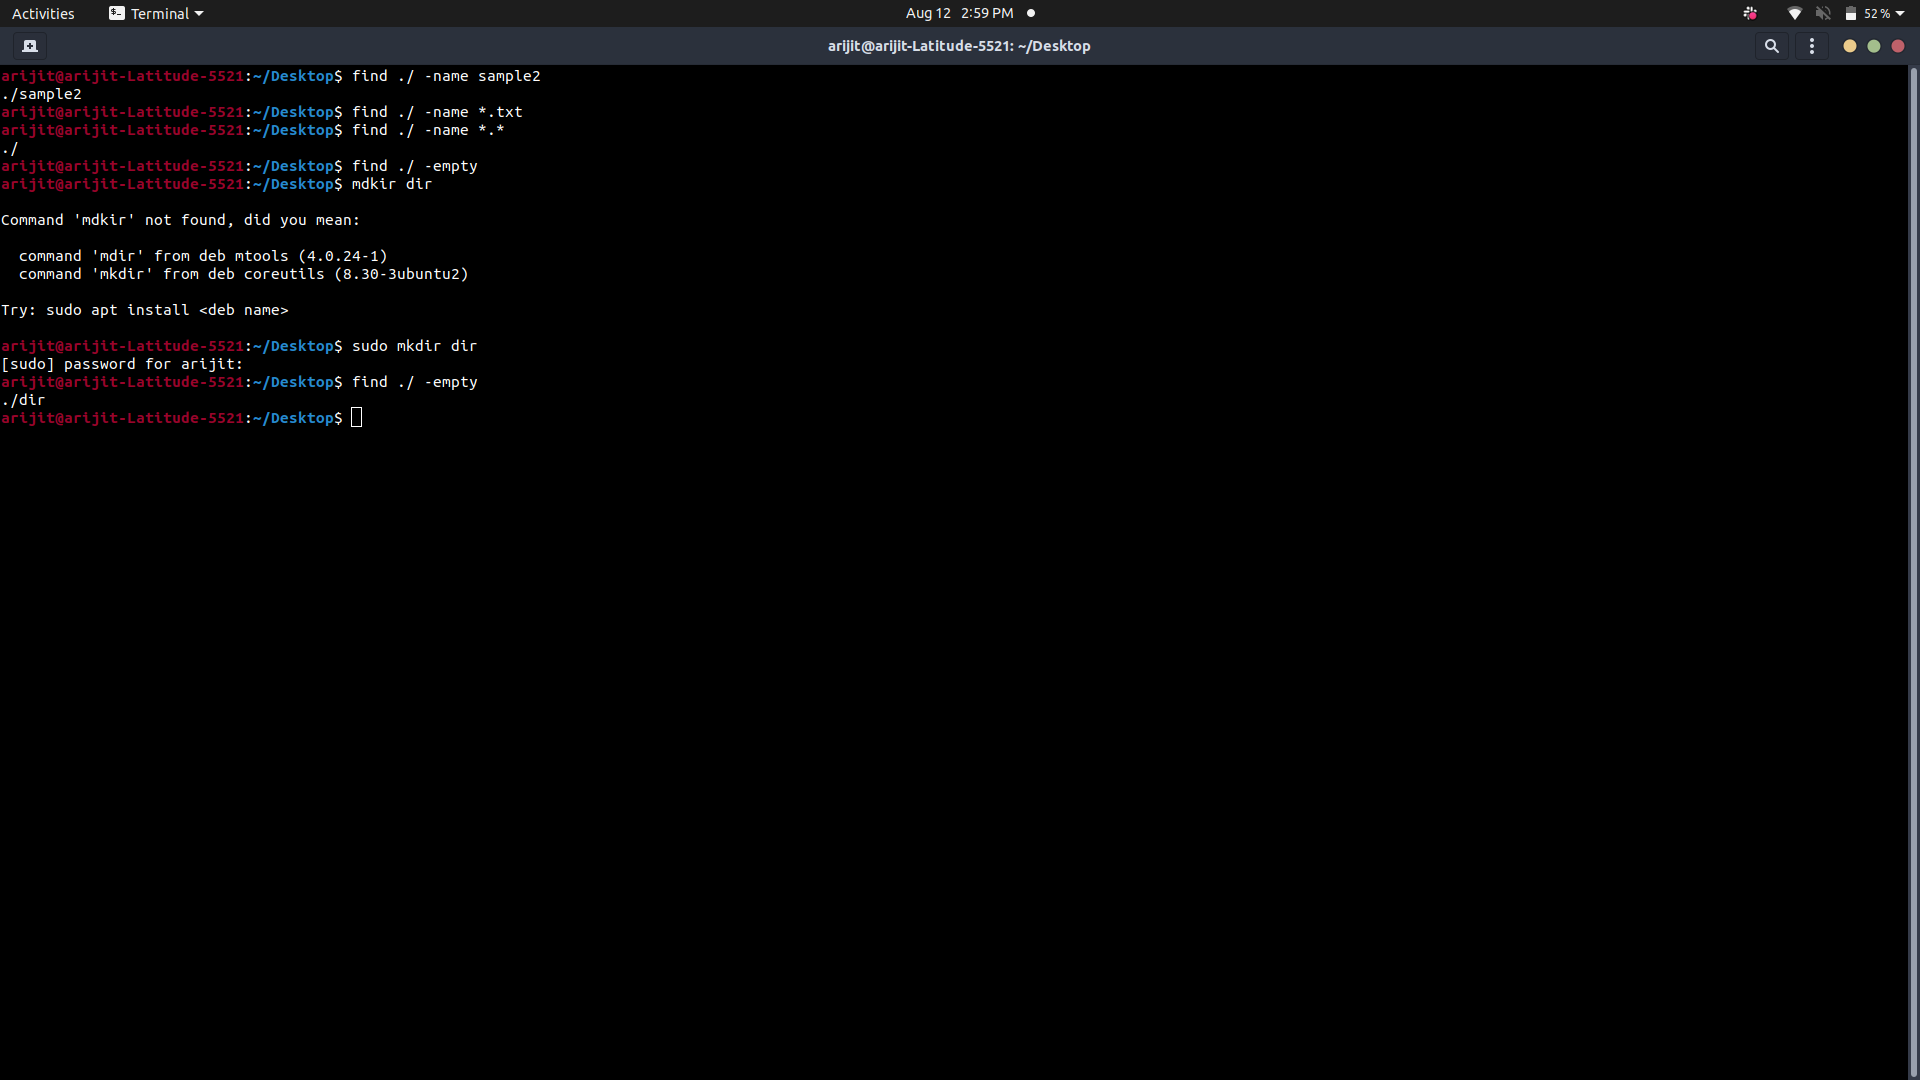 Activities Terminal Aug 12 2:59 PM 52 %
arijit@arijit-Latitude-5521: ~/Desktop
arijit@arijit-Latitude-5521:~/Desktop$ find ./ -name sample2
./sample2
arijit@arijit-Latitude-5521:~/Desktop$ find ./ -name *.txt
arijit@arijit-Latitude-5521:~/Desktop$ find ./ -name *.*
./
arijit@arijit-Latitude-5521:~/Desktop$ find ./ -empty
arijit@arijit-Latitude-5521:~/Desktop$ mdkir dir
Command 'mdkir' not found, did you mean:
command 'mdir' from deb mtools (4.0.24-1)
command 'mkdir' from deb coreutils (8.30-3ubuntu2)
Try: sudo apt install <deb name>
arijit@arijit-Latitude-5521:~/Desktop$ sudo mkdir dir
[sudo] password for arijit:
arijit@arijit-Latitude-5521:~/Desktop$ find ./ -empty
./dir
arijit@arijit-Latitude-5521:~/Desktop$